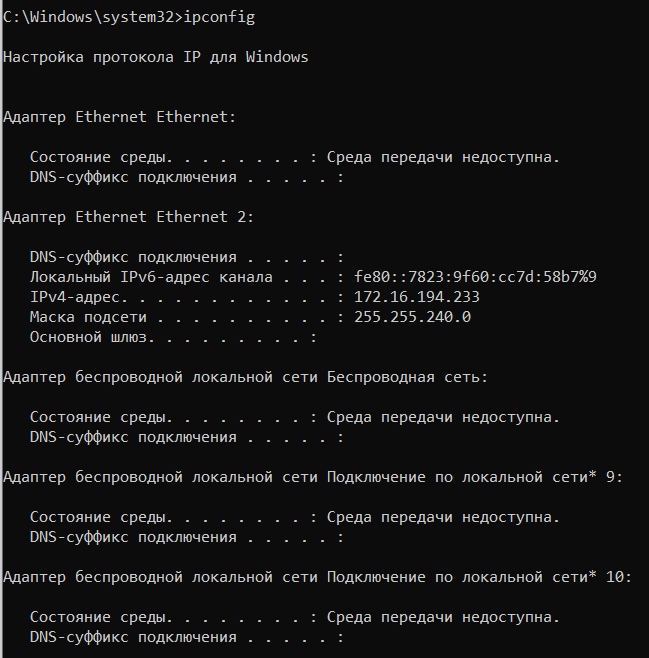 C:\Windows\system32>ipconfig
Настройка протокола IP для Windows
Адаптер Ethernet Ethernet:
Состояние среды. . . . . . . . : Среда передачи недоступна.
DNS-суффикс подключения . . . . . :
Адаптер Ethernet Ethernet 2:
DNS-суффикс подключения . . . . . :
Локальный IPv6-адрес канала . . . : fe80::7823:9f60:cc7d:58b7%9
IPv4-адрес. . . . . . . . . . . . : 172.16.194.233
Маска подсети . . . . . . . . . . : 255.255.240.0
Основной шлюз. . . . . . . . . :
Адаптер беспроводной локальной сети Беспроводная сеть:
Состояние среды. . . . . . . . : Среда передачи недоступна.
DNS-суффикс подключения . . . . . :
Адаптер беспроводной локальной сети Подключение по локальной сети* 9:
Состояние среды. . . . . . . . : Среда передачи недоступна.
DNS-суффикс подключения . . . . . :
Адаптер беспроводной локальной сети Подключение по локальной сети* 10:
Состояние среды. . . . . . . . : Среда передачи недоступна.
DNS-суффикс подключения . . . . . :